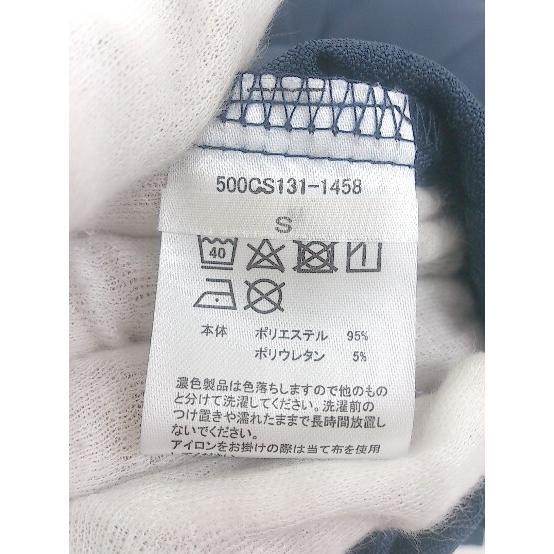 500CS131-1458
S
40
本体 ポリエステル 95%
ポリウレタン 5%
濃色製品は色落ちしますので他のもの
と分けて洗濯してください。洗濯前の
つけ置きや濡れたままで長時間放置し
ないでください。
アイロンをお掛けの際は当て布を使用